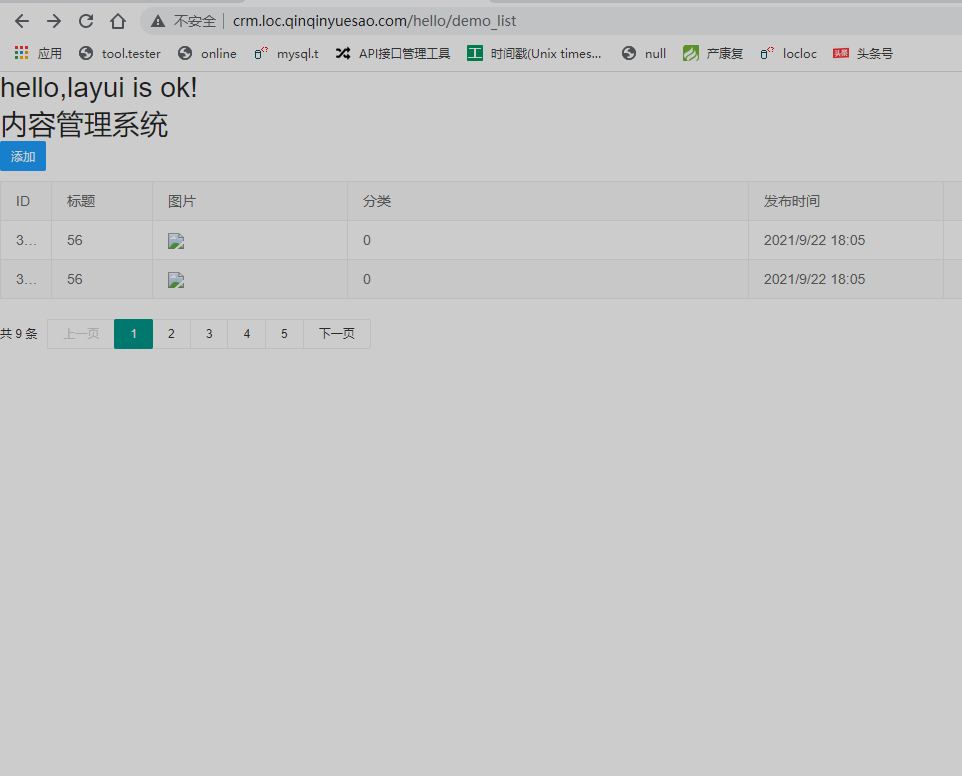 不安全 crm.loc.qinqinyuesao.com/hello/demo_list
应用 tool.tester online mysql.t API接口管理工具 时间戳(Unix times... null 产康复 locloc 头条 头条号
hello,layui is ok!
内容管理系统
添加
ID 标题 图片 分类 发布时间
3... 56 0 2021/9/22 18:05
3... 56 0 2021/9/22 18:05
共 9 条 上一页 1 2 3 4 5 下一页